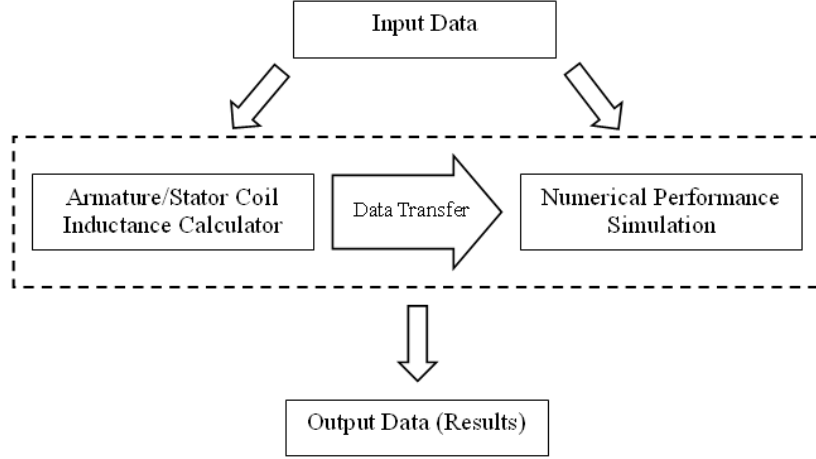 Input Data
Armature/Stator Coil
Inductance Calculator
Data Transfer
Numerical Performance
Simulation
Output Data (Results)